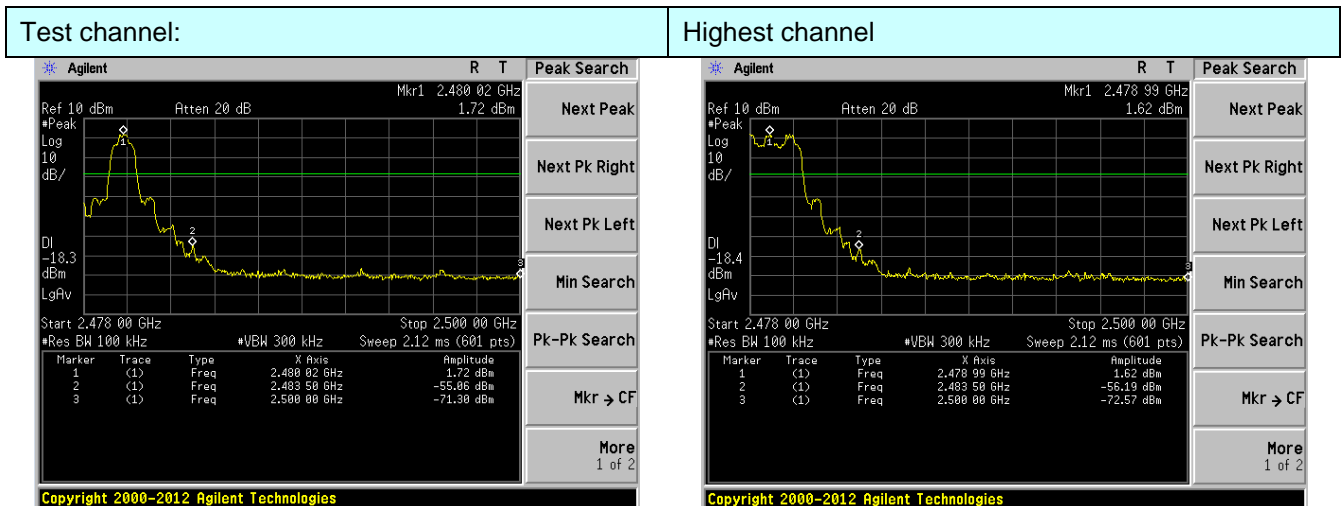 Test channel:
Highest channel
Agilent R T
Mkr1 2.480 02 GHz
Ref 10 dBm Atten 20 dB 1.72 dBm
#Peak
Log
10
dB/
1
2
3
DI
-18.3
dBm
LgAv
Start 2.478 00 GHz Stop 2.500 00 GHz
#Res BW 100 kHz #VBW 300 kHz Sweep 2.12 ms (601 pts)
Marker Trace Type X Axis Amplitude
1 (1) Freq 2.480 02 GHz 1.72 dBm
2 (1) Freq 2.483 50 GHz -55.06 dBm
3 (1) Freq 2.500 00 GHz -71.30 dBm
Copyright 2000-2012 Agilent Technologies
Peak Search
Next Peak
Next Pk Right
Next Pk Left
Min Search
Pk-Pk Search
Mkr → CF
More
1 of 2
Agilent R T
Mkr1 2.478 99 GHz
Ref 10 dBm Atten 20 dB 1.62 dBm
#Peak
Log
10
dB/
1
2
3
DI
-18.4
dBm
LgAv
Start 2.478 00 GHz Stop 2.500 00 GHz
#Res BW 100 kHz #VBW 300 kHz Sweep 2.12 ms (601 pts)
Marker Trace Type X Axis Amplitude
1 (1) Freq 2.478 99 GHz 1.62 dBm
2 (1) Freq 2.483 50 GHz -56.19 dBm
3 (1) Freq 2.500 00 GHz -72.57 dBm
Copyright 2000-2012 Agilent Technologies
Peak Search
Next Peak
Next Pk Right
Next Pk Left
Min Search
Pk-Pk Search
Mkr → CF
More
1 of 2